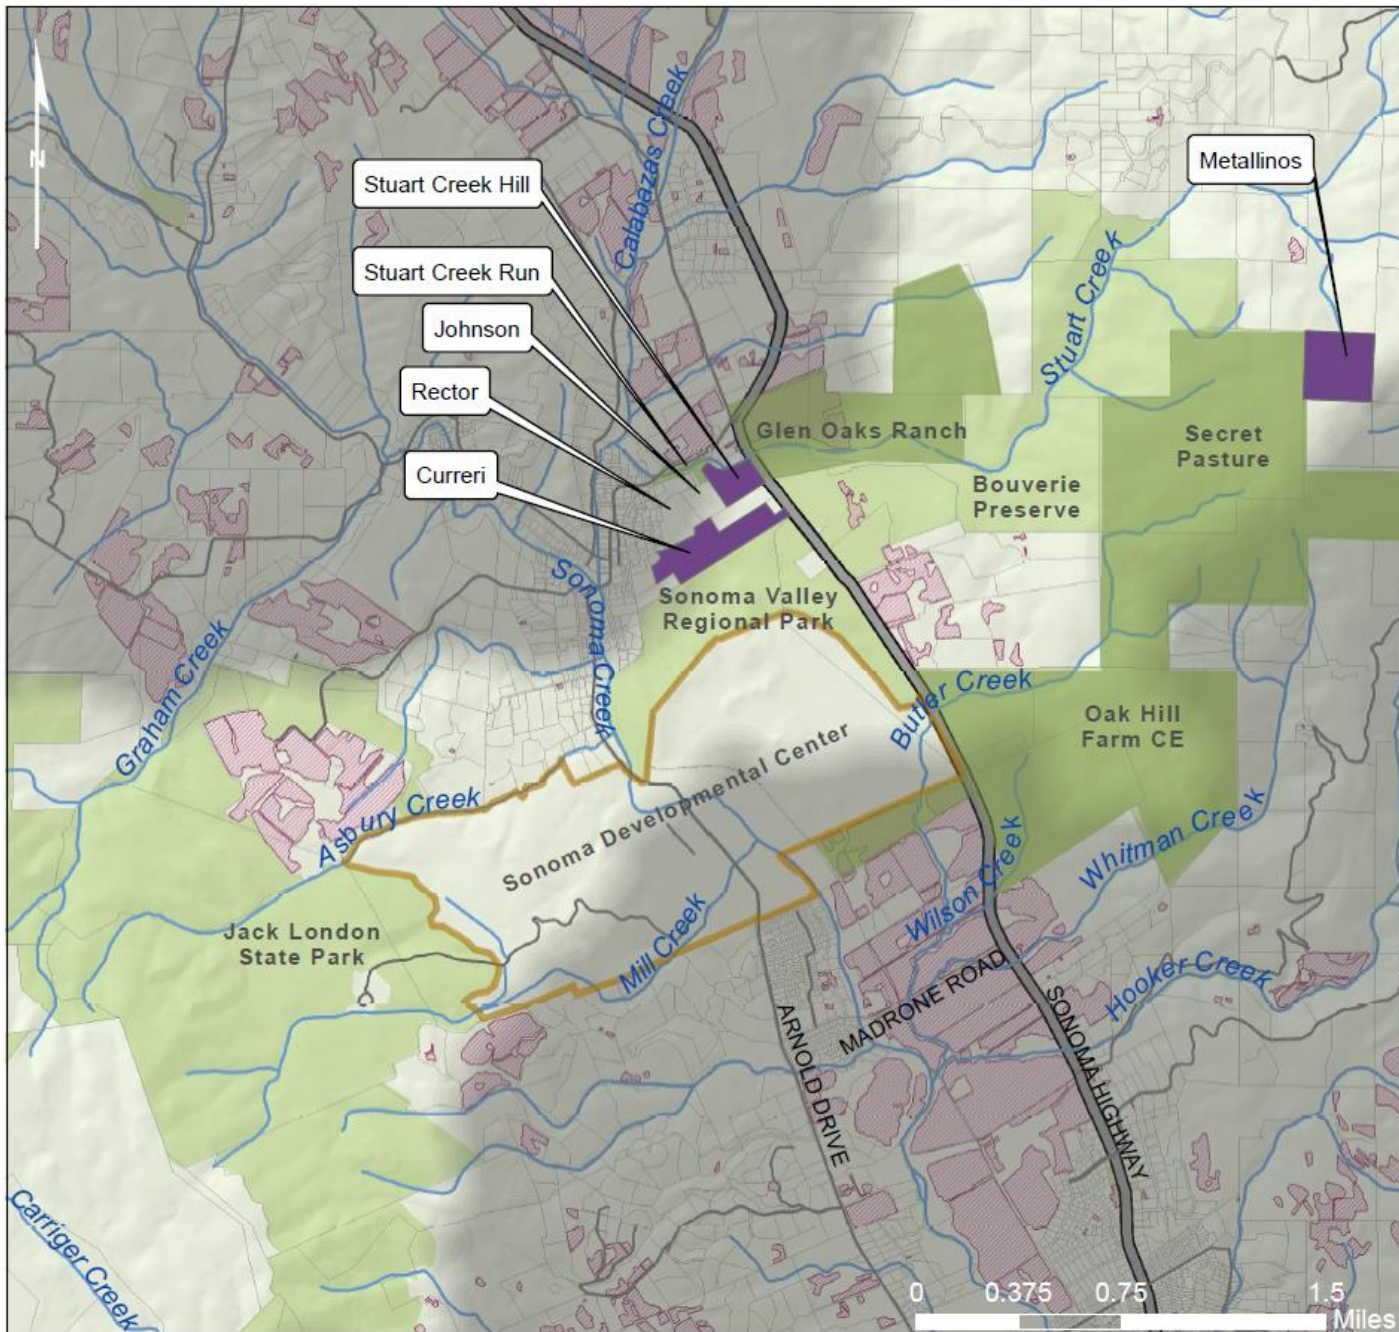 Metallinos
Stuart Creek Hill
Calabazas Creek
Stuart Creek Run
Stuart Creek
N
Johnson
Rector
Glen Oaks Ranch
Secret
Pasture
Curreri
Bouverie
Preserve
Sonoma Valley
Regional Park
Sonoma Creek
Graham Creek
Butler Creek
Oak Hill
Farm CE
Sonoma Developmental Center
Asbury Creek
Whitman Creek
Wilson Creek
Jack London
State Park
Mill Creek
Hooker Creek
MADRONE ROAD
SONOMA HIGHWAY
ARNOLD DRIVE
Carriger Creek
0 0.375 0.75 1.5
Miles